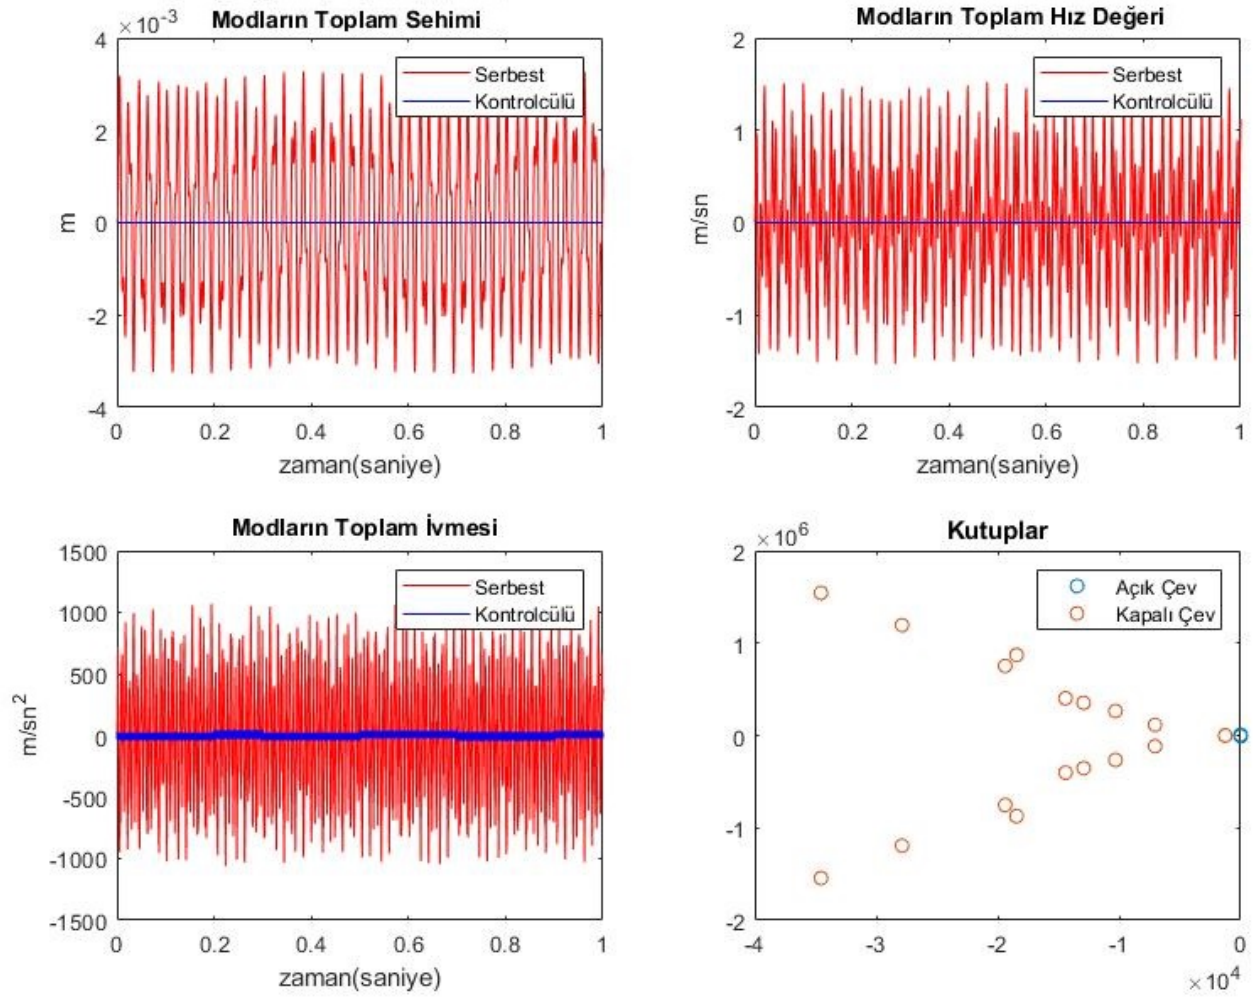 ×10-3
Modların Toplam Sehimi
4
2
0
-2
-4
m
Serbest
Kontrolcülü
0 0.2 0.4 0.6 0.8 1
zaman(saniye)
Modların Toplam Hız Değeri
2
1
0
-1
-2
m/sn
Serbest
Kontrolcülü
0 0.2 0.4 0.6 0.8 1
zaman(saniye)
Modların Toplam İvmesi
1500
1000
500
0
-500
-1000
-1500
m/sn2
Serbest
Kontrolcülü
0 0.2 0.4 0.6 0.8 1
zaman(saniye)
×106
Kutuplar
2
1
0
-1
-2
Açık Çev
Kapalı Çev
-4 -3 -2 -1 0
×104